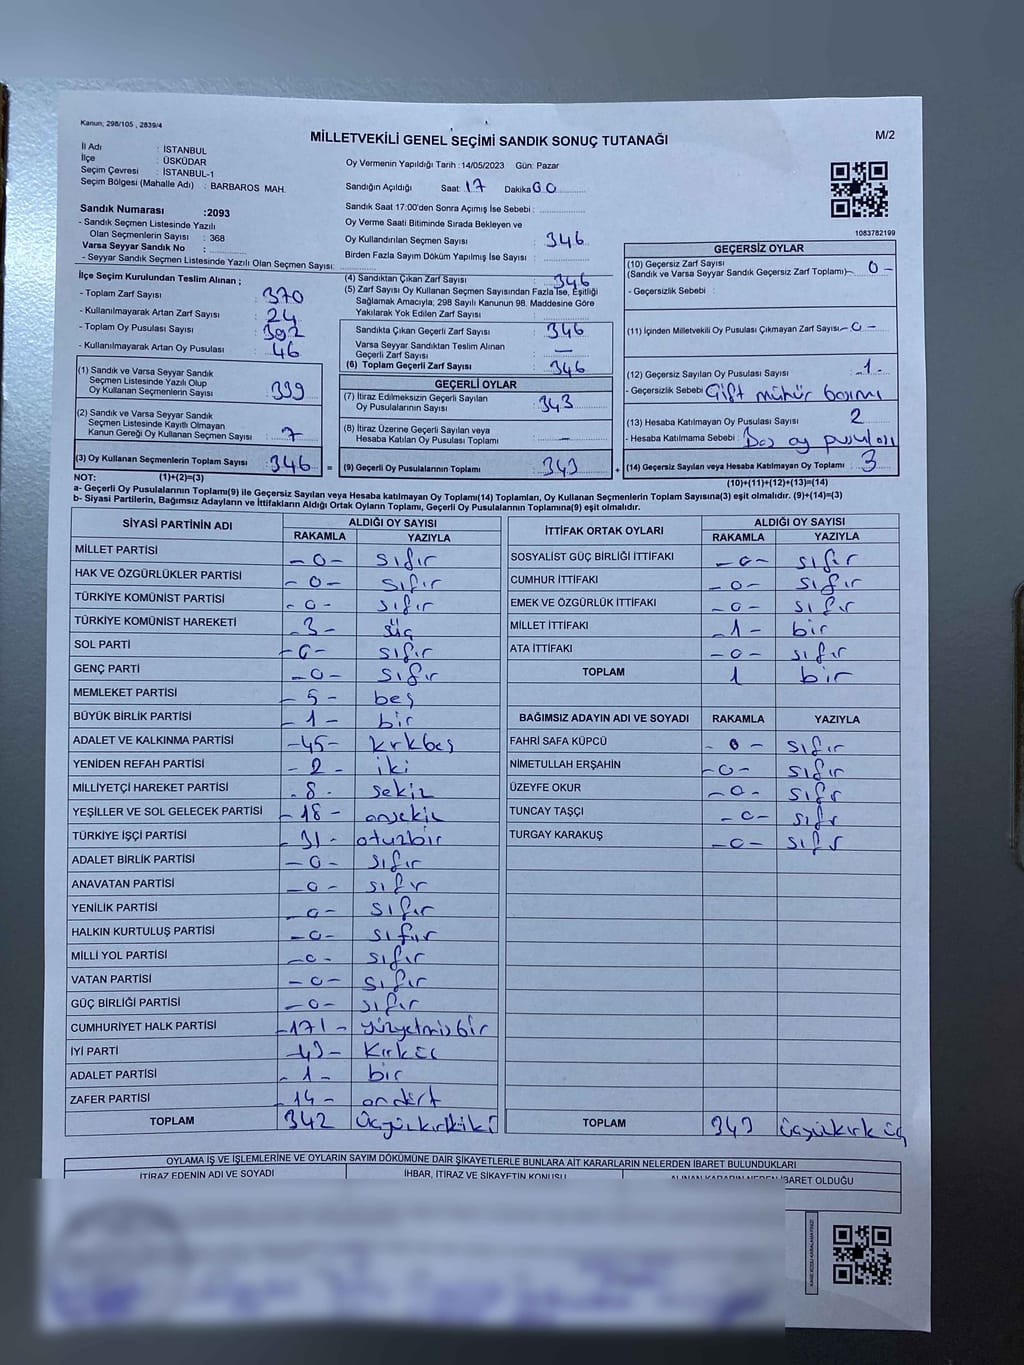 Kanun; 298/105 , 2839/4
MİLLETVEKİLİ GENEL SEÇİMİ SANDIK SONUÇ TUTANAĞI
M/2
İl Adı : İSTANBUL
İlçe : ÜSKÜDAR
Seçim Çevresi : İSTANBUL-1
Seçim Bölgesi (Mahalle Adı) : BARBAROS MAH.
Sandık Numarası :2093
- Sandık Seçmen Listesinde Yazılı
Olan Seçmenlerin Sayısı : 368
Varsa Seyyar Sandık No :
- Seyyar Sandık Seçmen Listesinde Yazılı Olan Seçmen Sayısı:
Oy Vermenin Yapıldığı Tarih :14/05/2023 Gün: Pazar
Sandığın Açıldığı Saat: 17 Dakika 00
Sandık Saat 17:00'den Sonra Açımış İse Sebebi :
Oy Verme Saati Bitiminde Sırada Bekleyen ve
Oy Kullandırılan Seçmen Sayısı : 346
Birden Fazla Sayım Döküm Yapılmış İse Sayısı :
1083782199
İlçe Seçim Kurulundan Teslim Alınan ;
- Toplam Zarf Sayısı : 370
- Kullanılmayarak Artan Zarf Sayısı : 24
- Toplam Oy Pusulası Sayısı : 392
- Kullanılmayarak Artan Oy Pusulası : 46
(1) Sandık ve Varsa Seyyar Sandık
Seçmen Listesinde Yazılı Olup
Oy Kullanan Seçmenlerin Sayısı : 339
(2) Sandık ve Varsa Seyyar Sandık
Seçmen Listesinde Kayıtlı Olmayan
Kanun Gereği Oy Kullanan Seçmen Sayısı : 7
(3) Oy Kullanan Seçmenlerin Toplam Sayısı : 346 =
(1)+(2)=(3)
(4) Sandıktan Çıkan Zarf Sayısı : 346
(5) Zarf Sayısı Oy Kullanan Seçmen Sayısından Fazla İse, Eşitliği
Sağlamak Amacıyla; 298 Sayılı Kanunun 98. Maddesine Göre
Yakılarak Yok Edilen Zarf Sayısı :
Sandıkta Çıkan Geçerli Zarf Sayısı : 346
Varsa Seyyar Sandıktan Teslim Alınan
Geçerli Zarf Sayısı : —
(6) Toplam Geçerli Zarf Sayısı : 346
GEÇERLİ OYLAR
(7) İtiraz Edilmeksizin Geçerli Sayılan
Oy Pusulalarının Sayısı : 343
(8) İtiraz Üzerine Geçerli Sayılan veya
Hesaba Katılan Oy Pusulası Toplamı : —
(9) Geçerli Oy Pusulalarının Toplamı : 343 +
GEÇERSİZ OYLAR
(10) Geçersiz Zarf Sayısı
(Sandık ve Varsa Seyyar Sandık Geçersiz Zarf Toplamı) - 0 -
- Geçersizlik Sebebi :
(11) İçinden Milletvekili Oy Pusulası Çıkmayan Zarf Sayısı - 0 -
(12) Geçersiz Sayılan Oy Pusulası Sayısı : - 1 -
- Geçersizlik Sebebi Çift mühür basımı
(13) Hesaba Katılmayan Oy Pusulası Sayısı : 2
- Hesaba Katılmama Sebebi : Boş oy pusulası
(14) Geçersiz Sayılan veya Hesaba Katılmayan Oy Toplamı : 3
(10)+(11)+(12)+(13)=(14)
NOT:
a- Geçerli Oy Pusulalarının Toplamı(9) ile Geçersiz Sayılan veya Hesaba katılmayan Oy Toplamı(14) Toplamları, Oy Kullanan Seçmenlerin Toplam Sayısına(3) eşit olmalıdır. (9)+(14)=(3)
b- Siyasi Partilerin, Bağımsız Adayların ve İttifakların Aldığı Ortak Oyların Toplamı, Geçerli Oy Pusulalarının Toplamına(9) eşit olmalıdır.
SİYASİ PARTİNİN ADI ALDIĞI OY SAYISI
RAKAMLA YAZIYLA
MİLLET PARTİSİ - 0 - sıfır
HAK VE ÖZGÜRLÜKLER PARTİSİ - 0 - sıfır
TÜRKİYE KOMÜNİST PARTİSİ - 0 - sıfır
TÜRKİYE KOMÜNİST HAREKETİ - 3 - üç
SOL PARTİ - 0 - sıfır
GENÇ PARTİ - 0 - sıfır
MEMLEKET PARTİSİ - 5 - beş
BÜYÜK BİRLİK PARTİSİ - 1 - bir
ADALET VE KALKINMA PARTİSİ - 45 - kırkbeş
YENİDEN REFAH PARTİSİ - 2 - iki
MİLLİYETÇİ HAREKET PARTİSİ - 8 - sekiz
YEŞİLLER VE SOL GELECEK PARTİSİ - 18 - onsekiz
TÜRKİYE İŞÇİ PARTİSİ - 31 - otuzbir
ADALET BİRLİK PARTİSİ - 0 - sıfır
ANAVATAN PARTİSİ - 0 - sıfır
YENİLİK PARTİSİ - 0 - sıfır
HALKIN KURTULUŞ PARTİSİ - 0 - sıfır
MİLLİ YOL PARTİSİ - 0 - sıfır
VATAN PARTİSİ - 0 - sıfır
GÜÇ BİRLİĞİ PARTİSİ - 0 - sıfır
CUMHURİYET HALK PARTİSİ - 171 - yüzyetmişbir
İYİ PARTİ - 43 - Kırküç
ADALET PARTİSİ - 1 - bir
ZAFER PARTİSİ - 14 - ondört
TOPLAM 342 üçyüzkırkiki
İTTİFAK ORTAK OYLARI ALDIĞI OY SAYISI
RAKAMLA YAZIYLA
SOSYALİST GÜÇ BİRLİĞİ İTTİFAKI - 0 - sıfır
CUMHUR İTTİFAKI - 0 - sıfır
EMEK VE ÖZGÜRLÜK İTTİFAKI - 0 - sıfır
MİLLET İTTİFAKI - 1 - bir
ATA İTTİFAKI - 0 - sıfır
TOPLAM 1 bir
BAĞIMSIZ ADAYIN ADI VE SOYADI RAKAMLA YAZIYLA
FAHRİ SAFA KÜPCÜ - 0 - sıfır
NİMETULLAH ERŞAHİN - 0 - sıfır
ÜZEYFE OKUR - 0 - sıfır
TUNCAY TAŞÇI - 0 - sıfır
TURGAY KARAKUŞ - 0 - sıfır
TOPLAM 343 üçyüzkırküç
OYLAMA İŞ VE İŞLEMLERİNE VE OYLARIN SAYIM DÖKÜMÜNE DAİR ŞİKAYETLERLE BUNLARA AİT KARARLARIN NELERDEN İBARET BULUNDUKLARI
İTİRAZ EDENİN ADI VE SOYADI İHBAR, İTİRAZ VE ŞİKAYETİN KONUSU ALINAN KARARIN NEDEN İBARET OLDUĞU